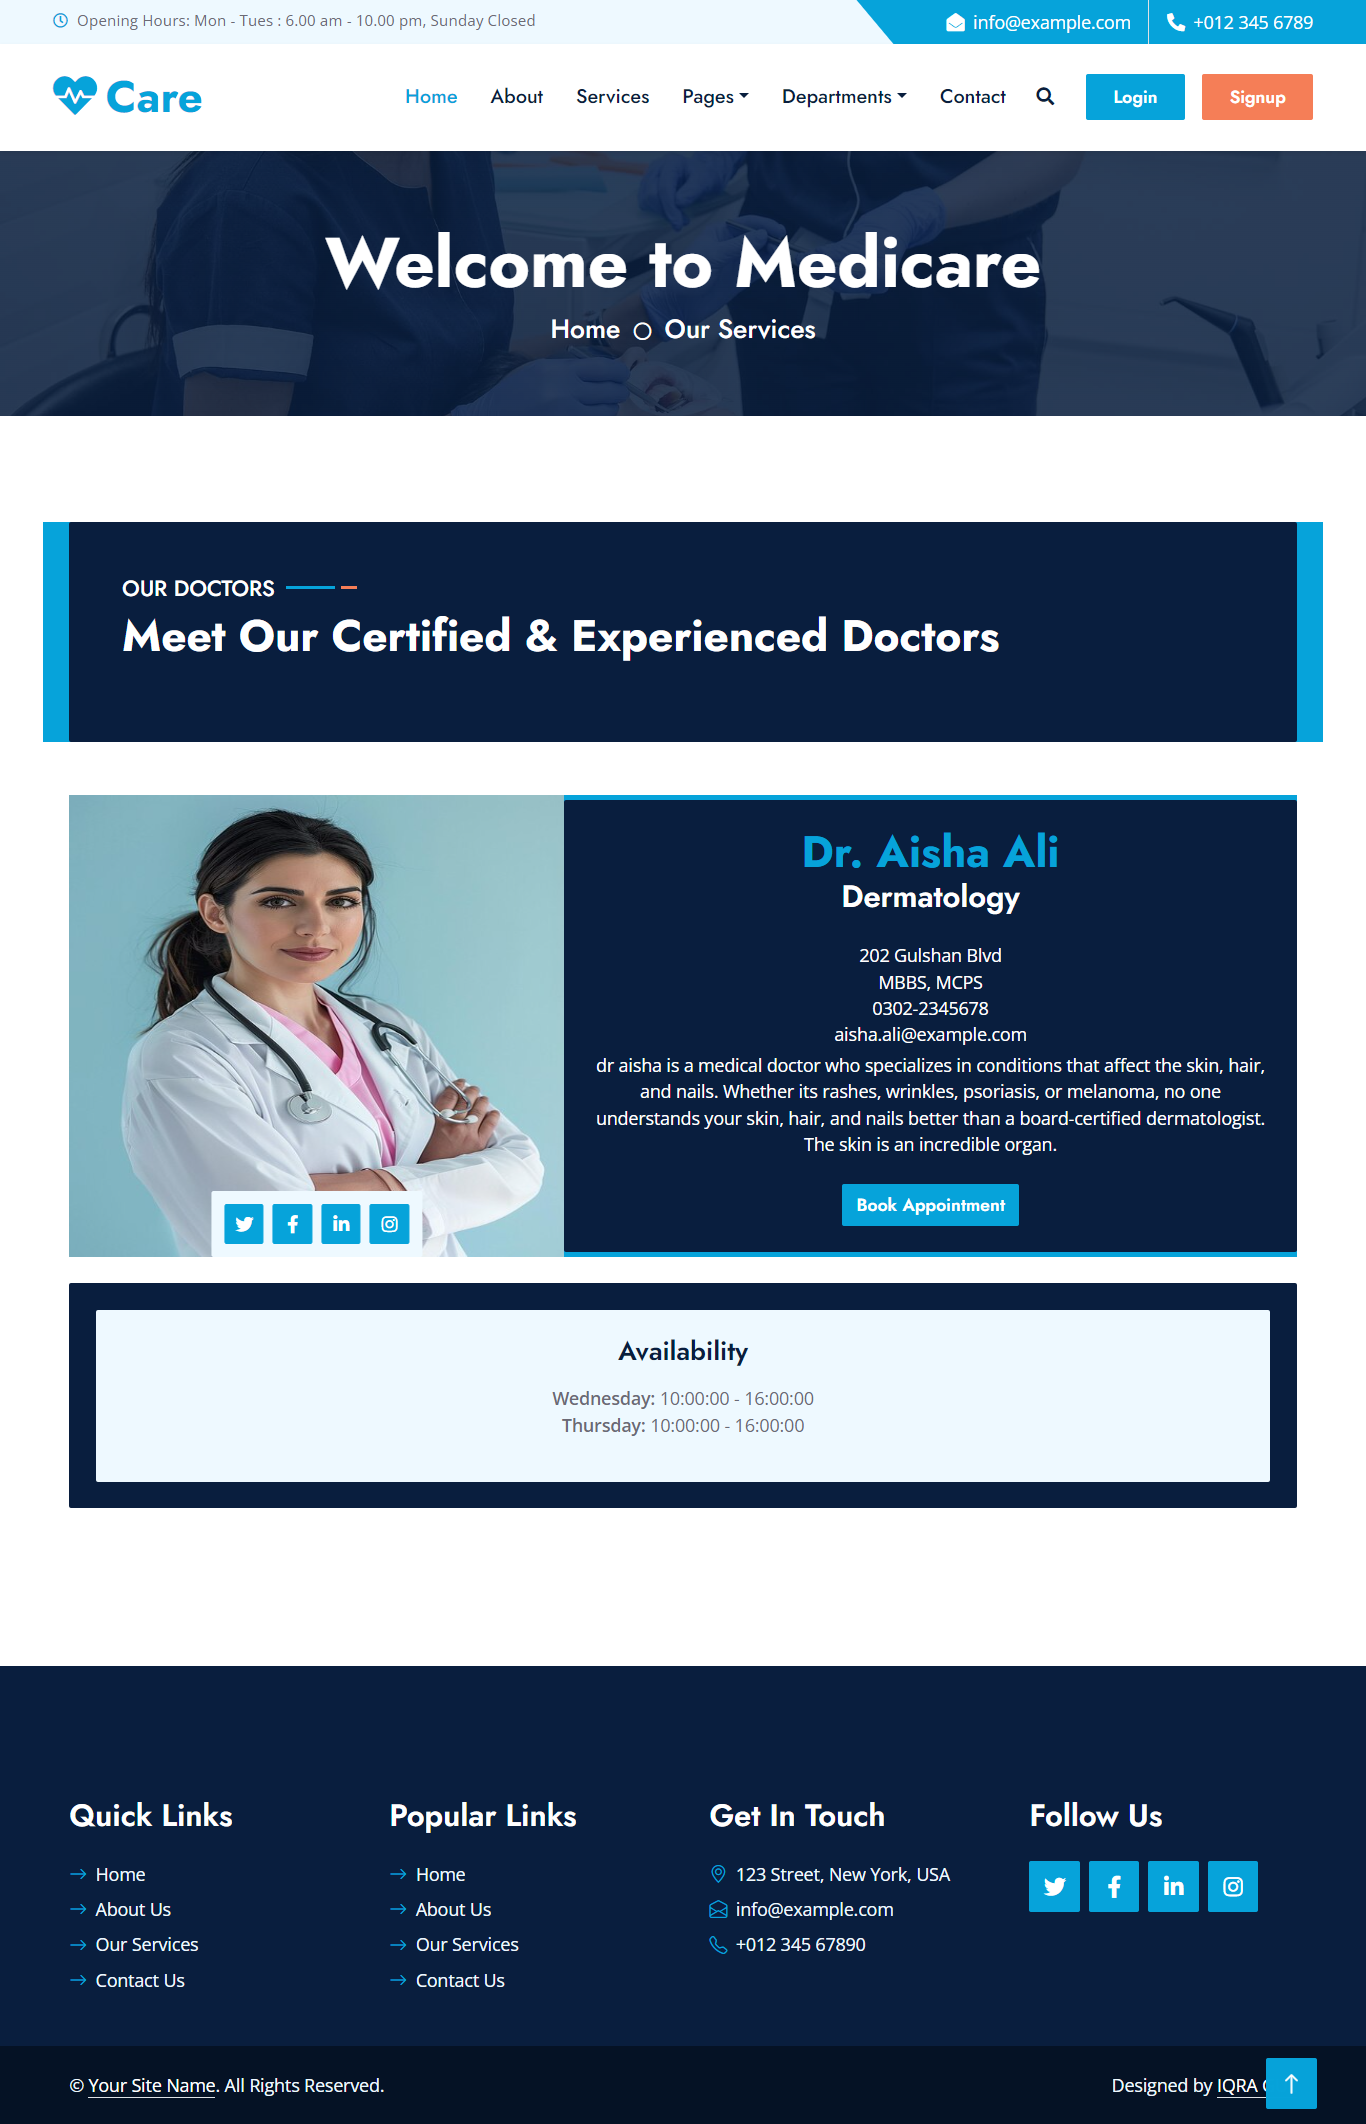 Opening Hours: Mon - Tues : 6.00 am - 10.00 pm, Sunday Closed
info@example.com
+012 345 6789
Care
Home
About
Services
Pages
Departments
Contact
Login
Signup
Welcome to Medicare
Home
Our Services
OUR DOCTORS
Meet Our Certified & Experienced Doctors
Dr. Aisha Ali
Dermatology
202 Gulshan Blvd
MBBS, MCPS
0302-2345678
aisha.ali@example.com
dr aisha is a medical doctor who specializes in conditions that affect the skin, hair,
and nails. Whether its rashes, wrinkles, psoriasis, or melanoma, no one
understands your skin, hair, and nails better than a board-certified dermatologist.
The skin is an incredible organ.
Book Appointment
Availability
Wednesday: 10:00:00 - 16:00:00
Thursday: 10:00:00 - 16:00:00
Quick Links
Home
About Us
Our Services
Contact Us
Popular Links
Home
About Us
Our Services
Contact Us
Get In Touch
123 Street, New York, USA
info@example.com
+012 345 67890
Follow Us
© Your Site Name. All Rights Reserved.
Designed by IQRA